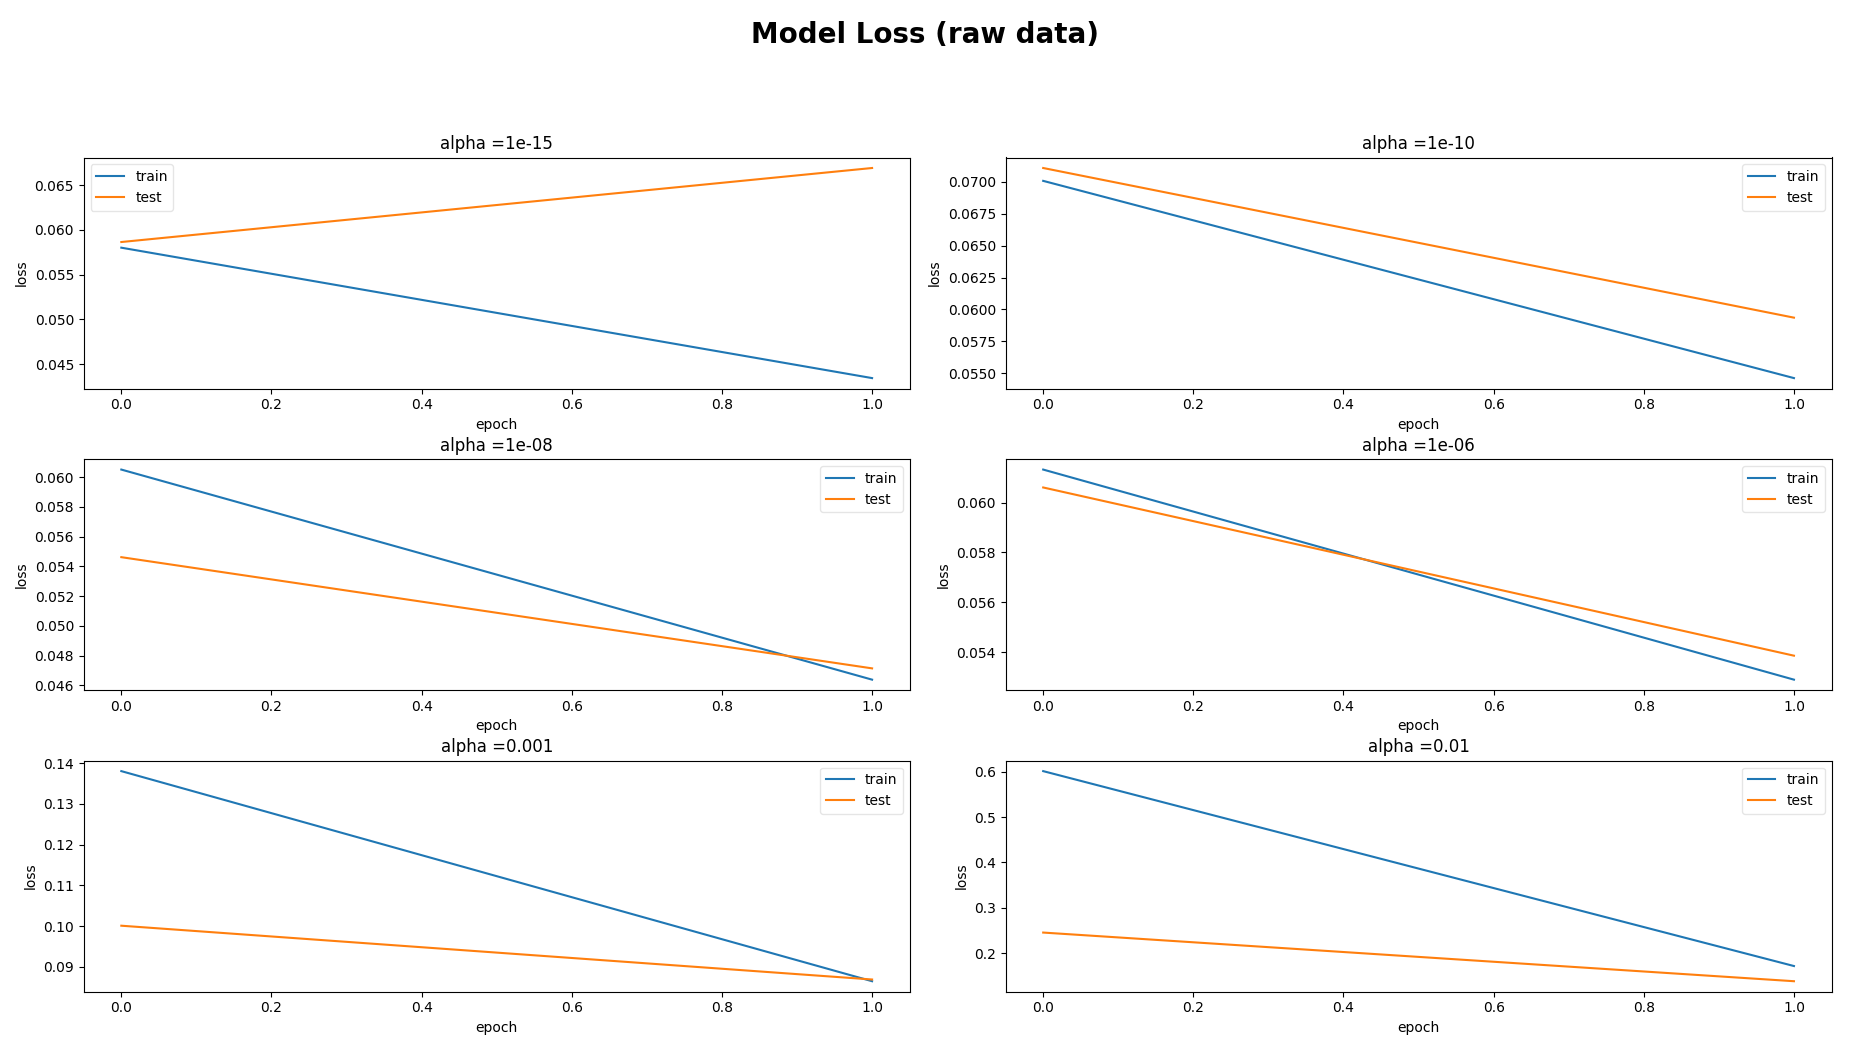 Model Loss (raw data)
alpha =1e-15
train
test
0.065
0.060
0.055
0.050
0.045
loss
0.0
0.2
0.4
0.6
0.8
1.0
epoch
alpha =1e-10
train
test
0.0700
0.0675
0.0650
0.0625
0.0600
0.0575
0.0550
loss
0.0
0.2
0.4
0.6
0.8
1.0
epoch
alpha =1e-08
train
test
0.060
0.058
0.056
0.054
0.052
0.050
0.048
0.046
loss
0.0
0.2
0.4
0.6
0.8
1.0
epoch
alpha =1e-06
train
test
0.060
0.058
0.056
0.054
loss
0.0
0.2
0.4
0.6
0.8
1.0
epoch
alpha =0.001
train
test
0.14
0.13
0.12
0.11
0.10
0.09
loss
0.0
0.2
0.4
0.6
0.8
1.0
epoch
alpha =0.01
train
test
0.6
0.5
0.4
0.3
0.2
loss
0.0
0.2
0.4
0.6
0.8
1.0
epoch